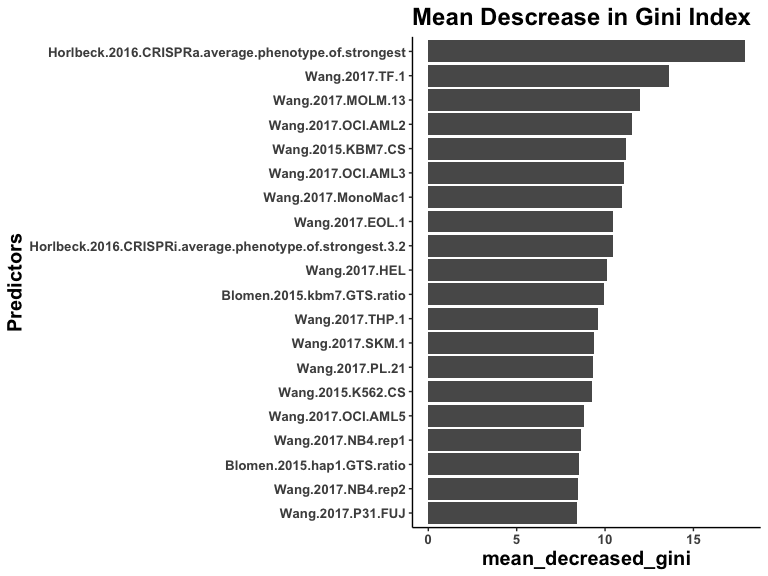 Mean Descrease in Gini Index
Predictors
Horlbeck.2016.CRISPRa.average.phenotype.of.strongest
Wang.2017.TF.1
Wang.2017.MOLM.13
Wang.2017.OCI.AML2
Wang.2015.KBM7.CS
Wang.2017.OCI.AML3
Wang.2017.MonoMac1
Wang.2017.EOL.1
Horlbeck.2016.CRISPRi.average.phenotype.of.strongest.3.2
Wang.2017.HEL
Blomen.2015.kbm7.GTS.ratio
Wang.2017.THP.1
Wang.2017.SKM.1
Wang.2017.PL.21
Wang.2015.K562.CS
Wang.2017.OCI.AML5
Wang.2017.NB4.rep1
Blomen.2015.hap1.GTS.ratio
Wang.2017.NB4.rep2
Wang.2017.P31.FUJ
0 5 10 15
mean_decreased_gini